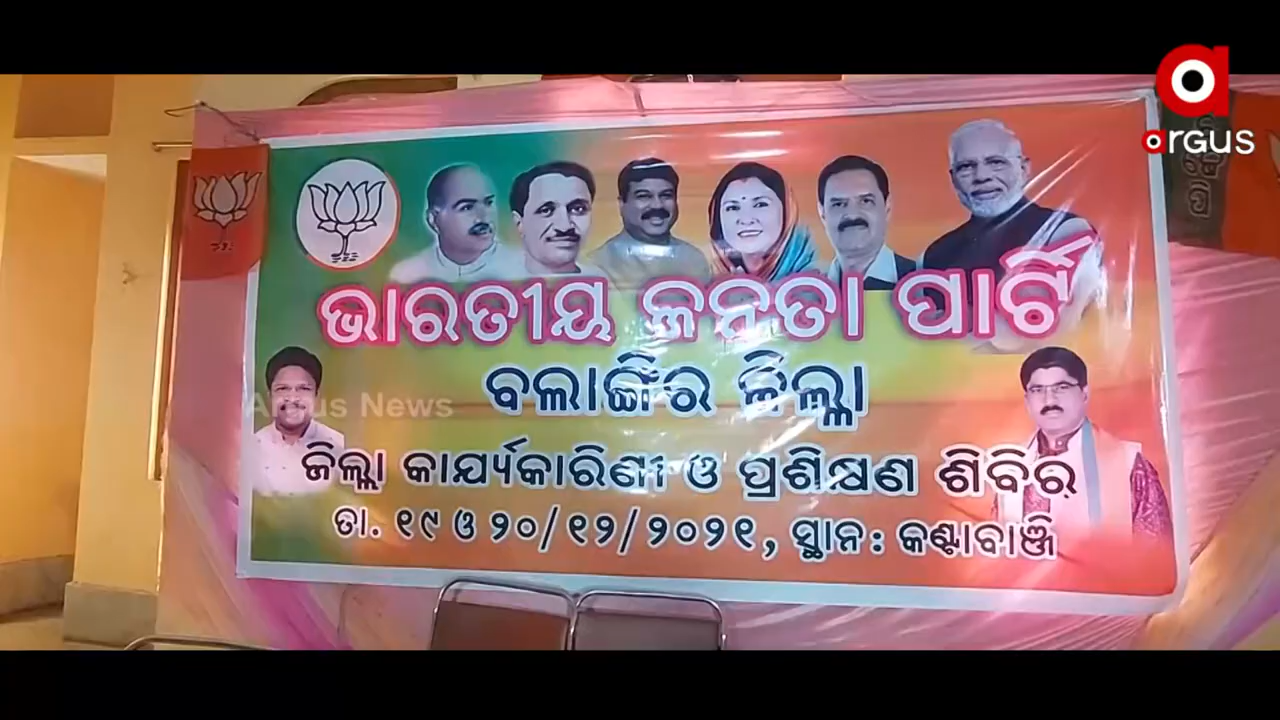 argus
ଭାରତୀୟ ଜନତା ପାର୍ଟି
ବଲାଙ୍ଗିର ଜିଲ୍ଲା
Argus News
ଜିଲ୍ଲା କାର୍ଯ୍ୟକାରିଣୀ ଓ ପ୍ରଶିକ୍ଷଣ ଶିବିର
ତା. ୧୯ ଓ ୨୦/୧୨/୨୦୨୧, ସ୍ଥାନ: କଣ୍ଟାବାଞ୍ଜି